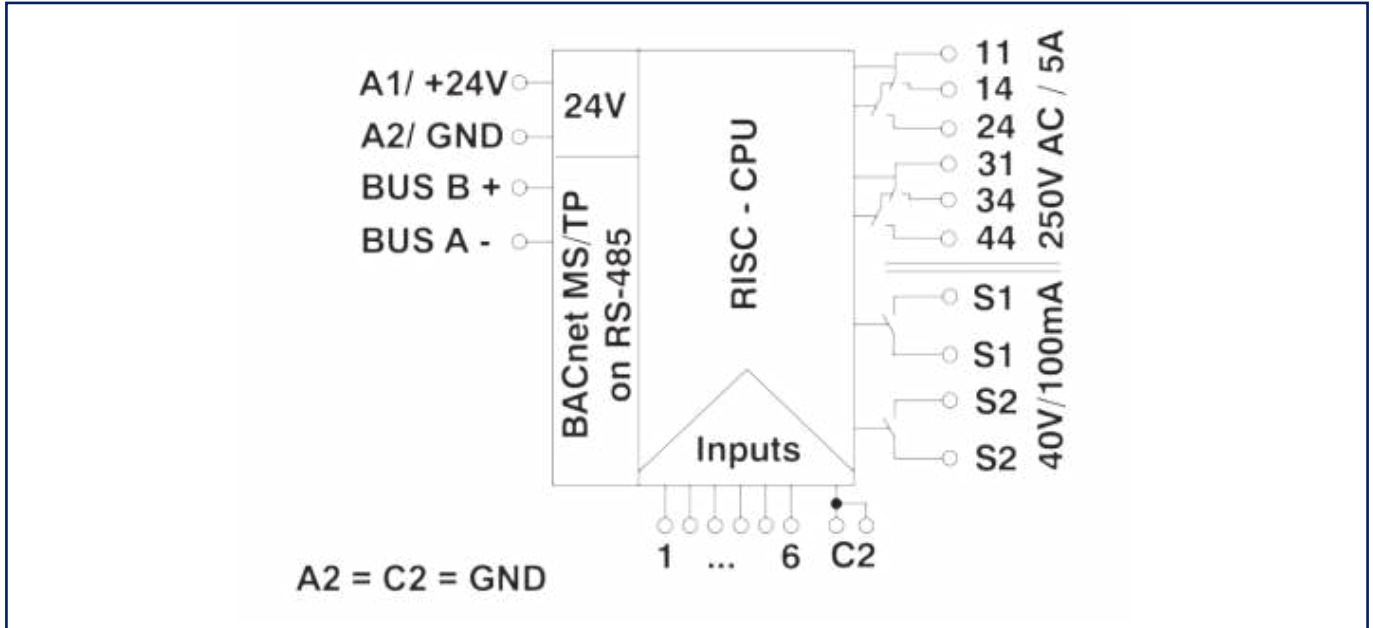 A1/ +24V
A2/ GND
BUS B +
BUS A -
24V
BACnet MS/TP
on RS-485
RISC - CPU
Inputs
11
14
24
31
34
44
250V AC / 5A
S1
S1
S2
S2
40V/100mA
1 ... 6 C2
A2 = C2 = GND